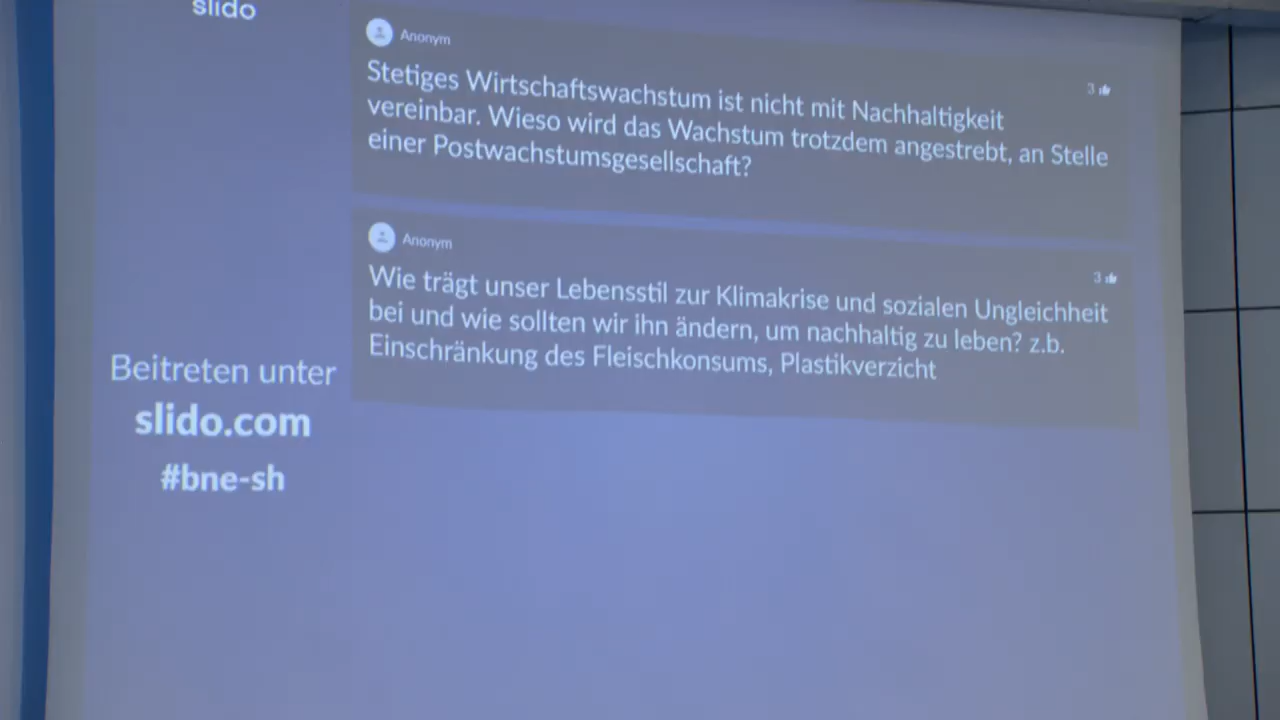 slido
Anonym
3
Stetiges Wirtschaftswachstum ist nicht mit Nachhaltigkeit
vereinbar. Wieso wird das Wachstum trotzdem angestrebt, an Stelle
einer Postwachstumsgesellschaft?
Anonym
3
Wie trägt unser Lebensstil zur Klimakrise und sozialen Ungleichheit
bei und wie sollten wir ihn ändern, um nachhaltig zu leben? z.b.
Einschränkung des Fleischkonsums, Plastikverzicht
Beitreten unter
slido.com
#bne-sh